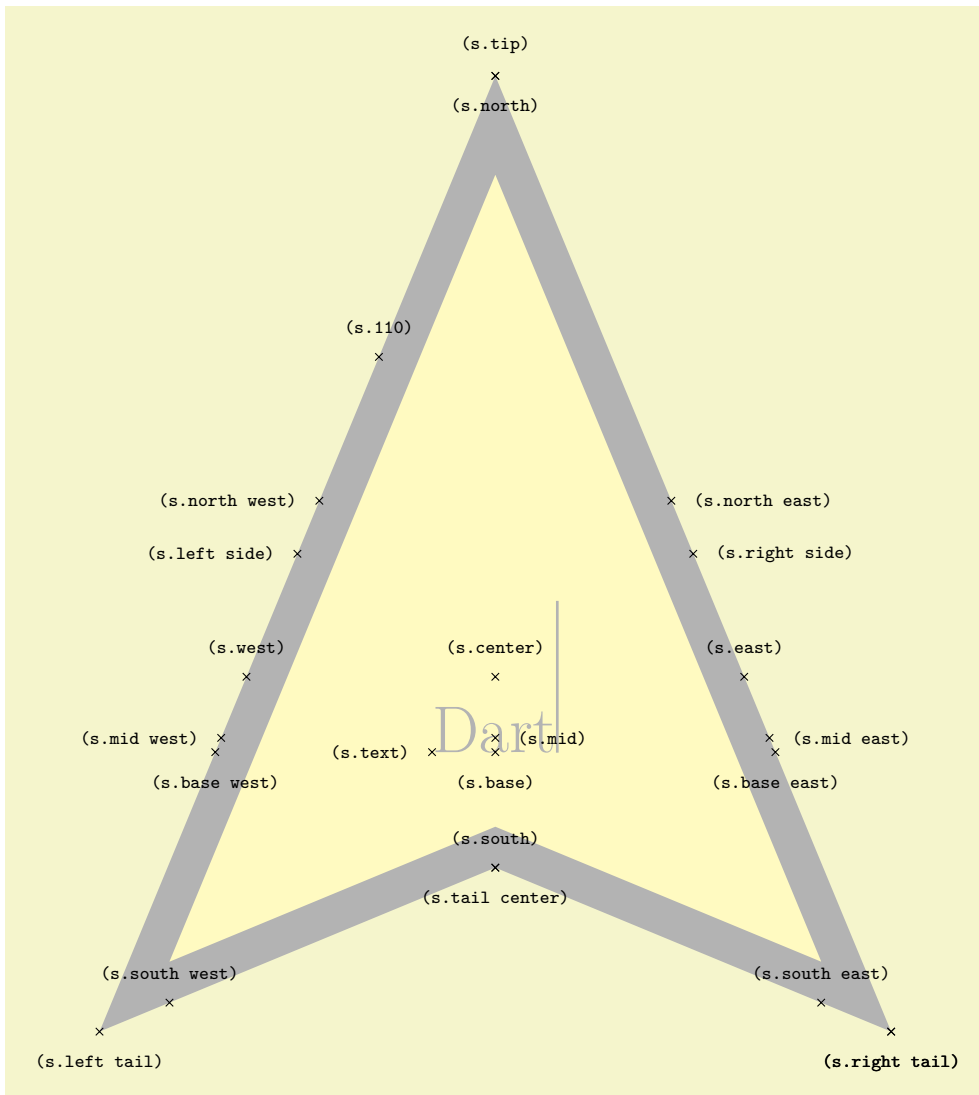 (s.tip)
(s.north)
(s.110)
(s.north west) (s.north east)
(s.left side) (s.right side)
(s.west) (s.center) (s.east)
Dart
(s.mid west) (s.mid) (s.mid east)
(s.text)
(s.base west) (s.base) (s.base east)
(s.south)
(s.tail center)
(s.south west) (s.south east)
(s.left tail) (s.right tail)